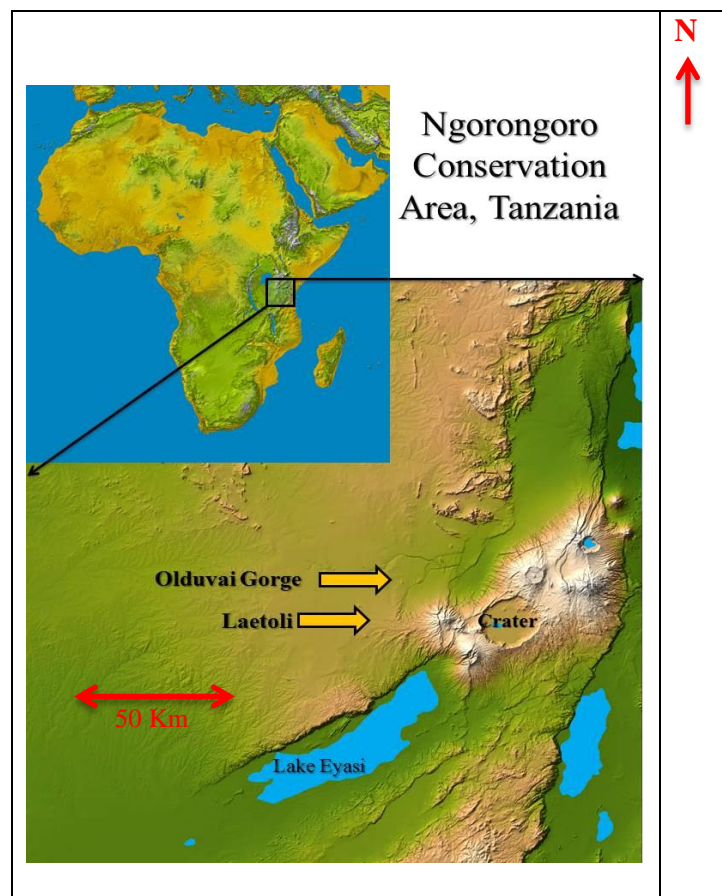 N
Ngorongoro
Conservation
Area, Tanzania
Olduvai Gorge
Laetoli
Crater
50 Km
Lake Eyasi